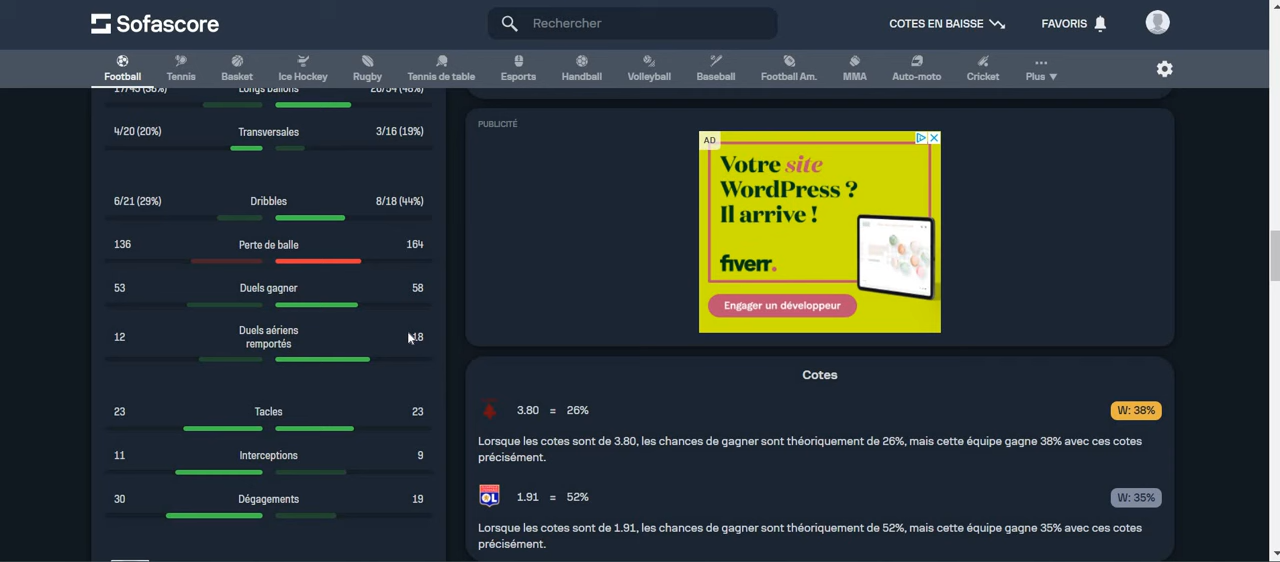 Sofascore
Rechercher
COTES EN BAISSE
FAVORIS
Football
Tennis
Basket
Ice Hockey
Rugby
Tennis de table
Esports
Handball
Volleyball
Baseball
Football Am.
MMA
Auto-moto
Cricket
Plus ▼
Longs ballons
4/20 (20%) Transversales 3/16 (19%)
6/21 (29%) Dribbles 8/18 (44%)
136 Perte de balle 164
53 Duels gagner 58
12 Duels aériens 18
remportés
23 Tacles 23
11 Interceptions 9
30 Dégagements 19
PUBLICITÉ
AD
Votre site
WordPress ?
Il arrive !
fiverr.
Engager un développeur
Cotes
3.80 = 26% W: 38%
Lorsque les cotes sont de 3.80, les chances de gagner sont théoriquement de 26%, mais cette équipe gagne 38% avec ces cotes
précisément.
OL 1.91 = 52% W: 35%
Lorsque les cotes sont de 1.91, les chances de gagner sont théoriquement de 52%, mais cette équipe gagne 35% avec ces cotes
précisément.